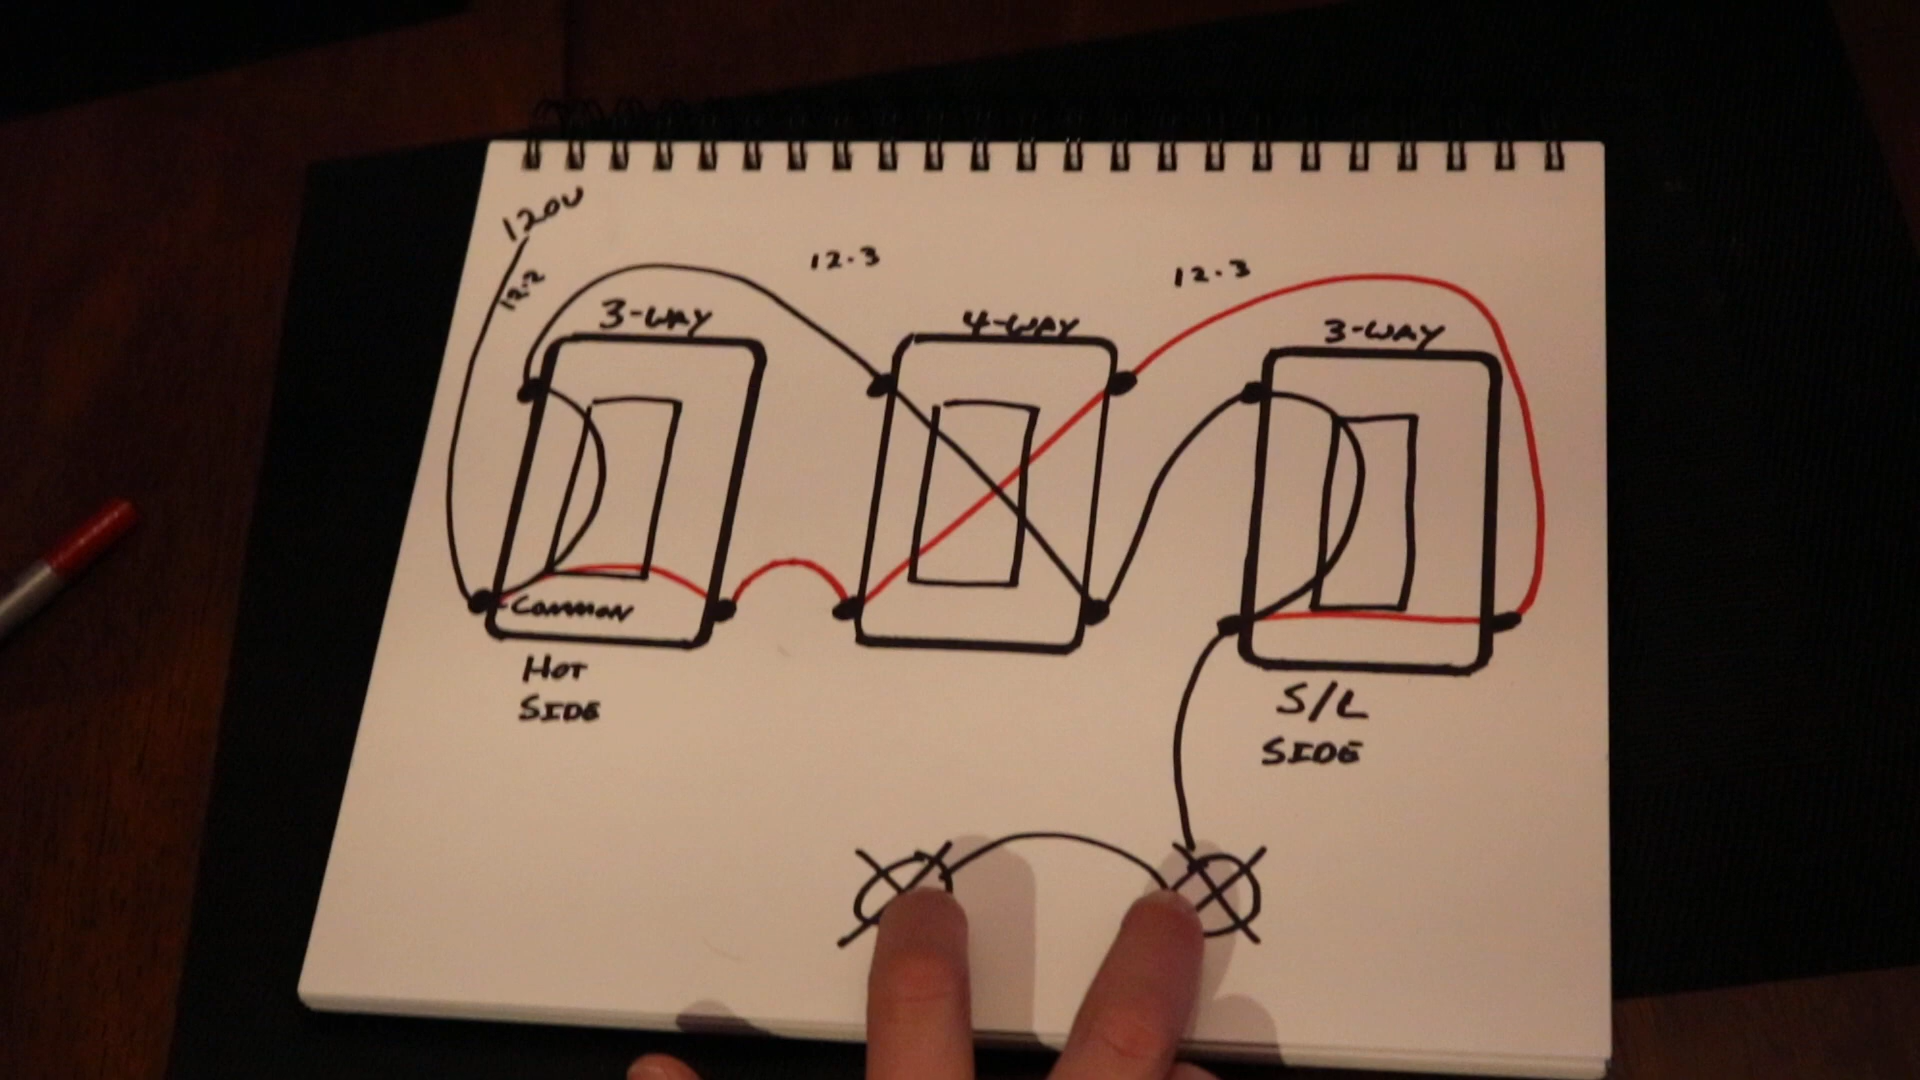 120V
12.2
12.3
12.3
3-WAY
4-WAY
3-WAY
COMMON
HOT
SIDE
S/L
SIDE